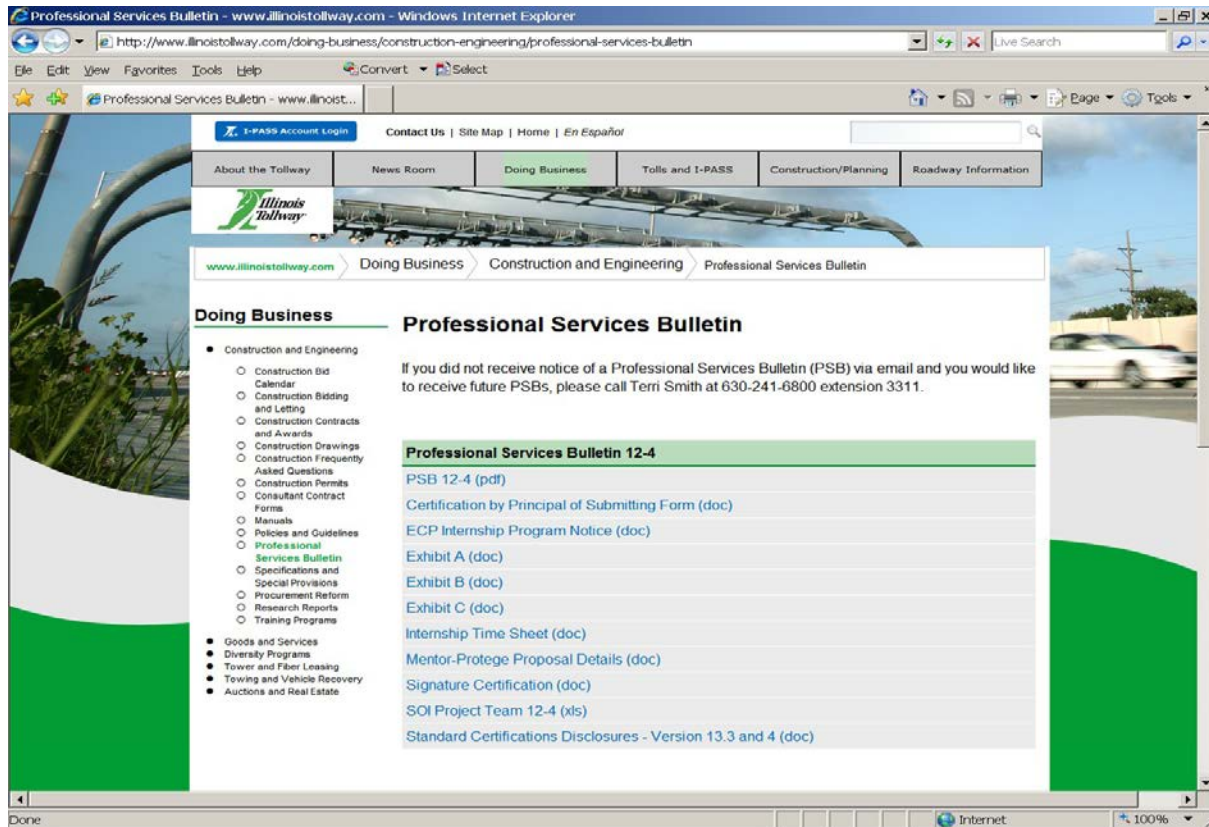 Professional Services Bulletin - www.illinoistollway.com - Windows Internet Explorer
http://www.illinoistollway.com/doing-business/construction-engineering/professional-services-bulletin
Live Search
File Edit View Favorites Tools Help
Convert Select
Professional Services Bulletin - www.illinoist...
Page Tools
I-PASS Account Login
Contact Us | Site Map | Home | En Español
About the Tollway
News Room
Doing Business
Tolls and I-PASS
Construction/Planning
Roadway Information
Illinois
Tollway
www.illinoistollway.com
Doing Business
Construction and Engineering
Professional Services Bulletin
Doing Business
Construction and Engineering
Construction Bid
Calendar
Construction Bidding
and Letting
Construction Contracts
and Awards
Construction Drawings
Construction Frequently
Asked Questions
Construction Permits
Consultant Contract
Forms
Manuals
Policies and Guidelines
Professional
Services Bulletin
Specifications and
Special Provisions
Procurement Reform
Research Reports
Training Programs
Goods and Services
Diversity Programs
Tower and Fiber Leasing
Towing and Vehicle Recovery
Auctions and Real Estate
Professional Services Bulletin
If you did not receive notice of a Professional Services Bulletin (PSB) via email and you would like
to receive future PSBs, please call Terri Smith at 630-241-6800 extension 3311.
Professional Services Bulletin 12-4
PSB 12-4 (pdf)
Certification by Principal of Submitting Form (doc)
ECP Internship Program Notice (doc)
Exhibit A (doc)
Exhibit B (doc)
Exhibit C (doc)
Internship Time Sheet (doc)
Mentor-Protege Proposal Details (doc)
Signature Certification (doc)
SOI Project Team 12-4 (xls)
Standard Certifications Disclosures - Version 13.3 and 4 (doc)
Done
Internet
100%